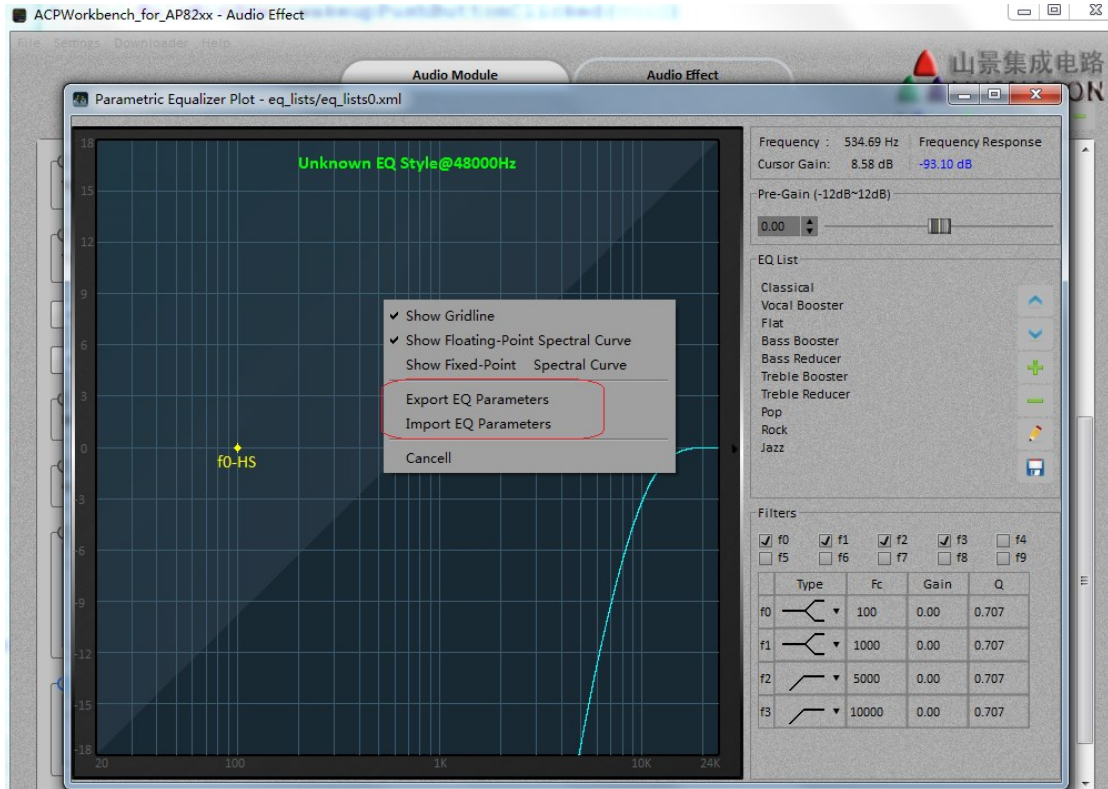 ACPWorkbench_for_AP82xx - Audio Effect
File Settings Downloader Help
Audio Module
Audio Effect
山景集成电路
Parametric Equalizer Plot - eq_lists/eq_lists0.xml
Unknown EQ Style@48000Hz
18
15
12
9
6
3
0
-3
-6
-9
-12
-15
-18
20
100
1K
10K
24K
f0-HS
Show Gridline
Show Floating-Point Spectral Curve
Show Fixed-Point Spectral Curve
Export EQ Parameters
Import EQ Parameters
Cancell
Frequency : 534.69 Hz Frequency Response
Cursor Gain: 8.58 dB -93.10 dB
Pre-Gain (-12dB~12dB)
0.00
EQ List
Classical
Vocal Booster
Flat
Bass Booster
Bass Reducer
Treble Booster
Treble Reducer
Pop
Rock
Jazz
Filters
f0 f1 f2 f3 f4
f5 f6 f7 f8 f9
Type Fc Gain Q
f0 100 0.00 0.707
f1 1000 0.00 0.707
f2 5000 0.00 0.707
f3 10000 0.00 0.707